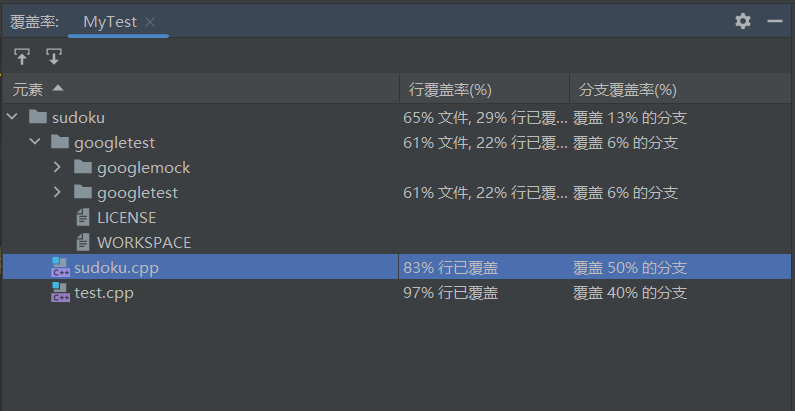 覆盖率: MyTest
元素 行覆盖率(%) 分支覆盖率(%)
sudoku 65% 文件, 29% 行已覆... 覆盖 13% 的分支
googletest 61% 文件, 22% 行已覆... 覆盖 6% 的分支
googlemock
googletest 61% 文件, 22% 行已覆... 覆盖 6% 的分支
LICENSE
WORKSPACE
C++ sudoku.cpp 83% 行已覆盖 覆盖 50% 的分支
C++ test.cpp 97% 行已覆盖 覆盖 40% 的分支